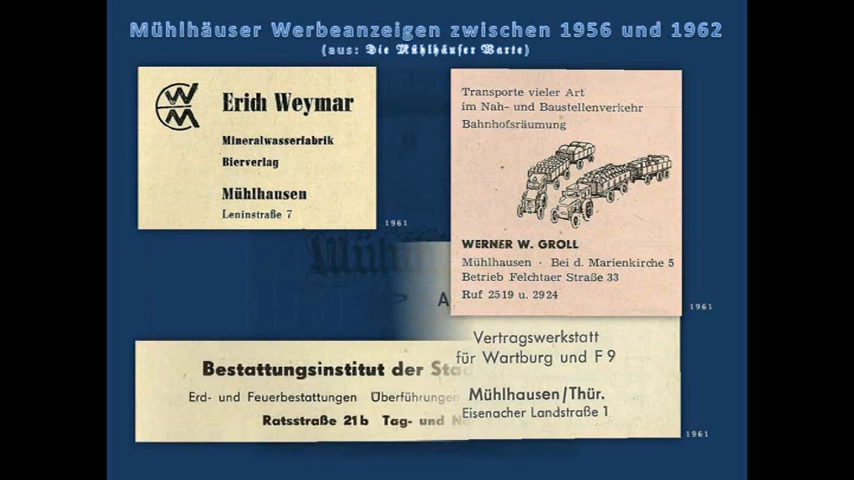 Mühlhäuser Werbeanzeigen zwischen 1956 und 1962
(aus: Die Mühlhäuser Warte)
WM
Erich Weymar
Mineralwasserfabrik
Bierverlag
Mühlhausen
Leninstraße 7
1961
Transporte vieler Art
im Nah- und Baustellenverkehr
Bahnhofsräumung
WERNER W. GROLL
Mühlhausen · Bei d. Marienkirche 5
Betrieb Felchtaer Straße 33
Ruf 2519 u. 2924
1961
Vertragswerkstatt
für Wartburg und F 9
Mühlhausen/Thür.
Eisenacher Landstraße 1
Bestattungsinstitut der
Erd- und Feuerbestattungen Überführungen
Ratsstraße 21 b Tag- und
1961